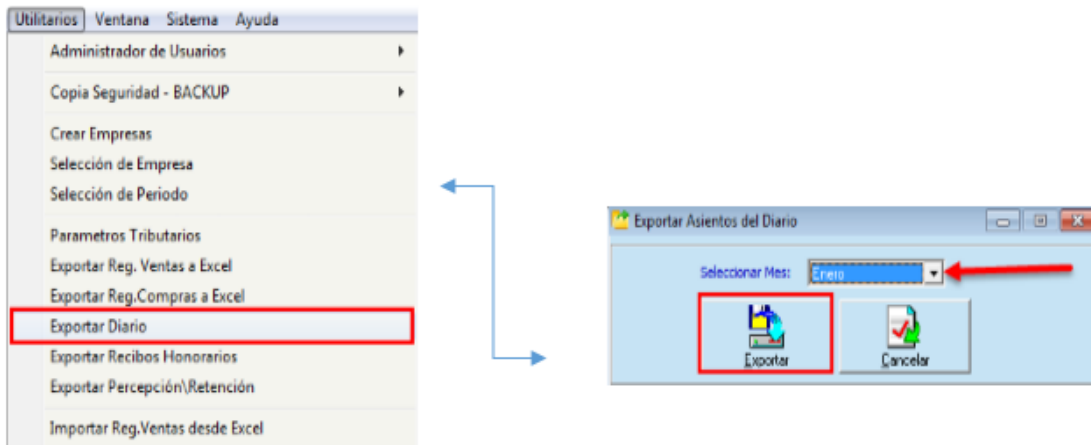 Utilitarios Ventana Sistema Ayuda
Administrador de Usuarios
Copia Seguridad - BACKUP
Crear Empresas
Selección de Empresa
Selección de Periodo
Parametros Tributarios
Exportar Reg. Ventas a Excel
Exportar Reg.Compras a Excel
Exportar Diario
Exportar Recibos Honorarios
Exportar Percepción\Retención
Importar Reg.Ventas desde Excel
Exportar Asientos del Diario
Seleccionar Mes: Enero
Exportar Cancelar